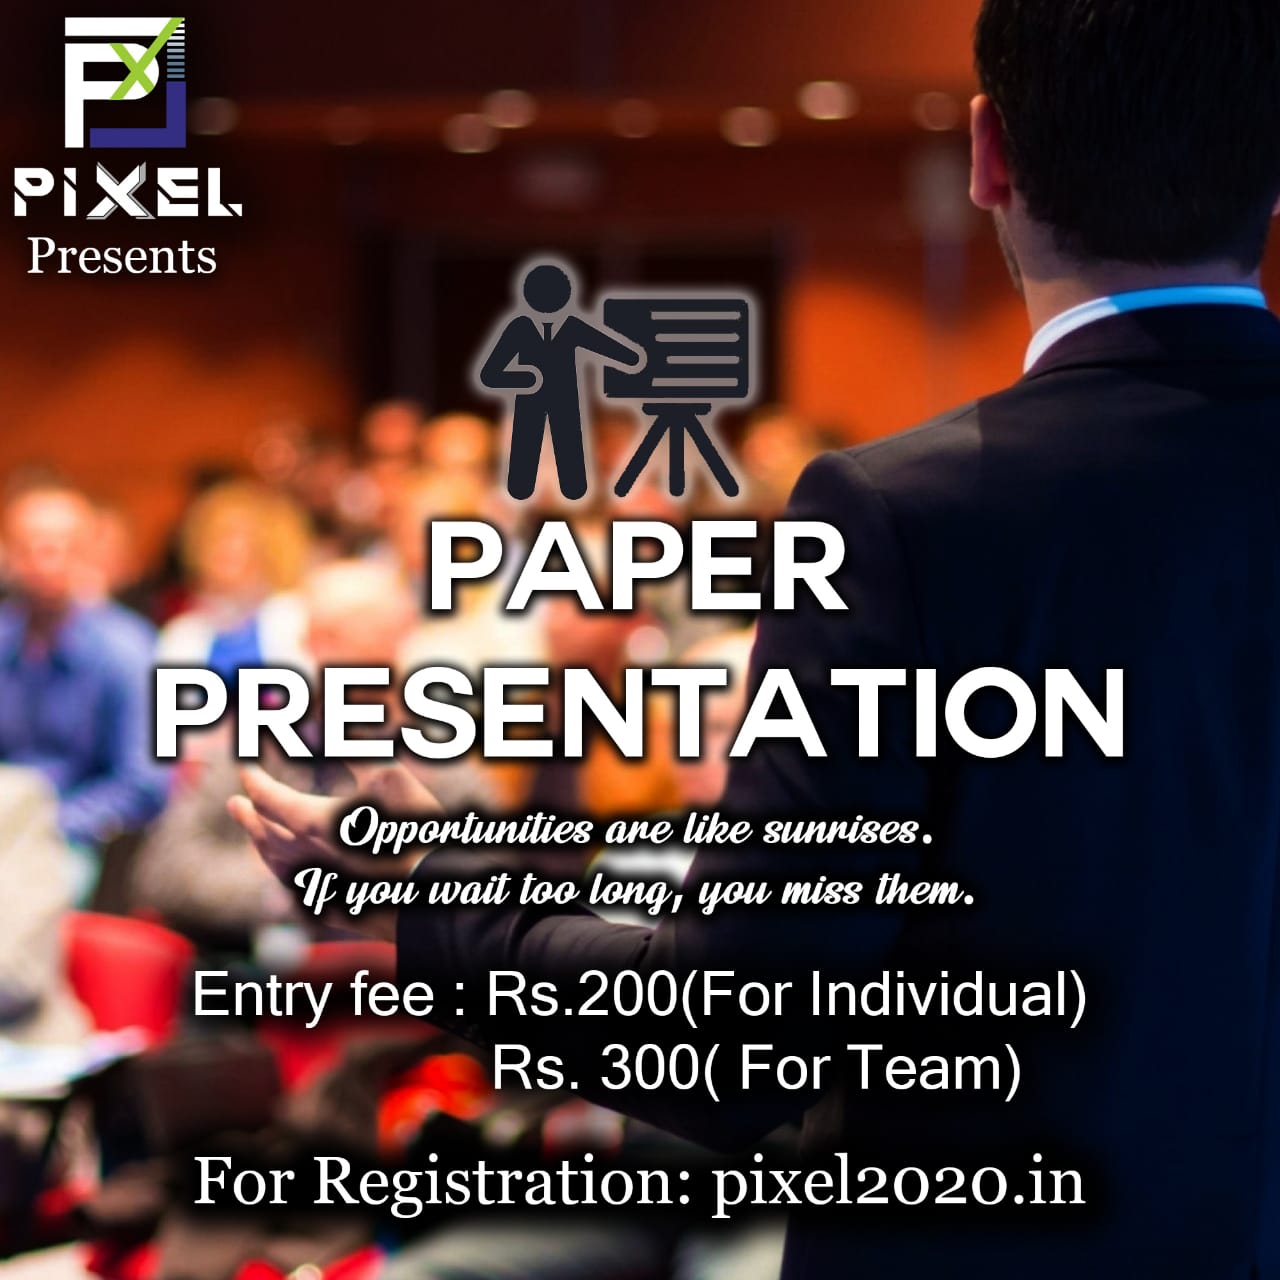 PX
PiXEL
Presents
PAPER
PRESENTATION
Opportunities are like sunrises.
If you wait too long, you miss them.
Entry fee : Rs.200(For Individual)
Rs. 300( For Team)
For Registration: pixel2020.in